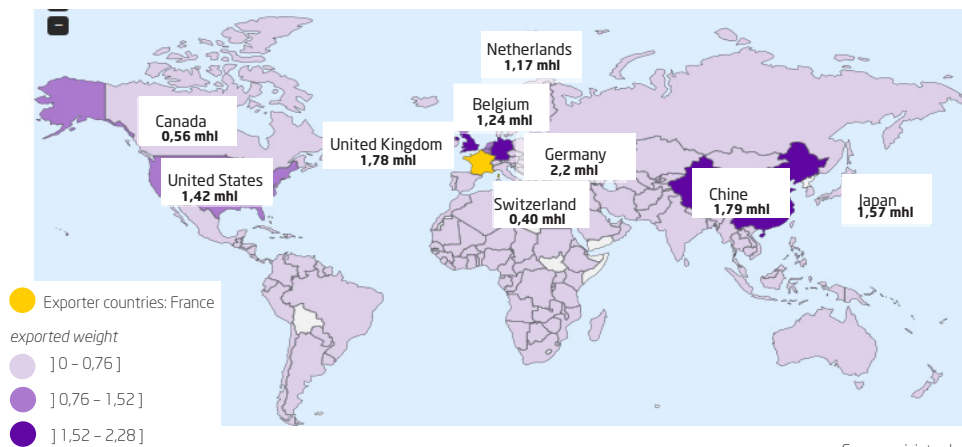 −
Netherlands
1,17 mhl
Belgium
1,24 mhl
Canada
0,56 mhl
United Kingdom
1,78 mhl
Germany
2,2 mhl
United States
1,42 mhl
Switzerland
0,40 mhl
Chine
1,79 mhl
Japan
1,57 mhl
Exporter countries: France
exported weight
] 0 – 0,76 ]
] 0,76 – 1,52 ]
] 1,52 – 2,28 ]